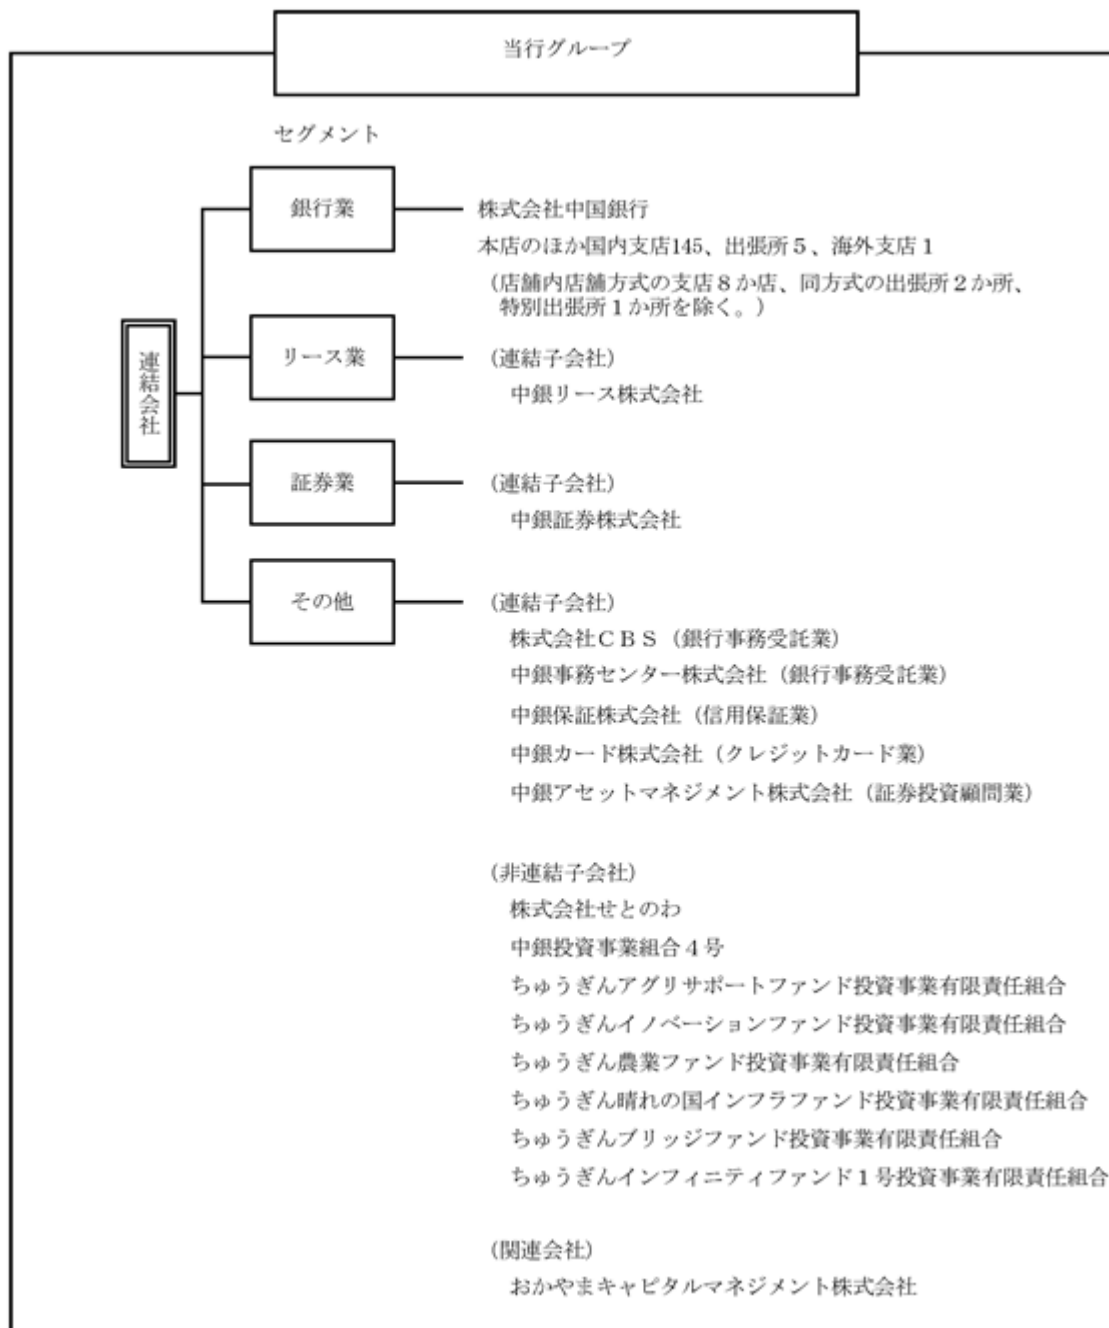 当行グループ
セグメント
銀行業
株式会社中国銀行
本店のほか国内支店145、出張所5、海外支店1
(店舗内店舗方式の支店8か店、同方式の出張所2か所、
特別出張所1か所を除く。)
連結会社
リース業
(連結子会社)
中銀リース株式会社
証券業
(連結子会社)
中銀証券株式会社
その他
(連結子会社)
株式会社CBS(銀行事務受託業)
中銀事務センター株式会社(銀行事務受託業)
中銀保証株式会社(信用保証業)
中銀カード株式会社(クレジットカード業)
中銀アセットマネジメント株式会社(証券投資顧問業)
(非連結子会社)
株式会社せとのわ
中銀投資事業組合4号
ちゅうぎんアグリサポートファンド投資事業有限責任組合
ちゅうぎんイノベーションファンド投資事業有限責任組合
ちゅうぎん農業ファンド投資事業有限責任組合
ちゅうぎん晴れの国インフラファンド投資事業有限責任組合
ちゅうぎんブリッジファンド投資事業有限責任組合
ちゅうぎんインフィニティファンド1号投資事業有限責任組合
(関連会社)
おかやまキャピタルマネジメント株式会社